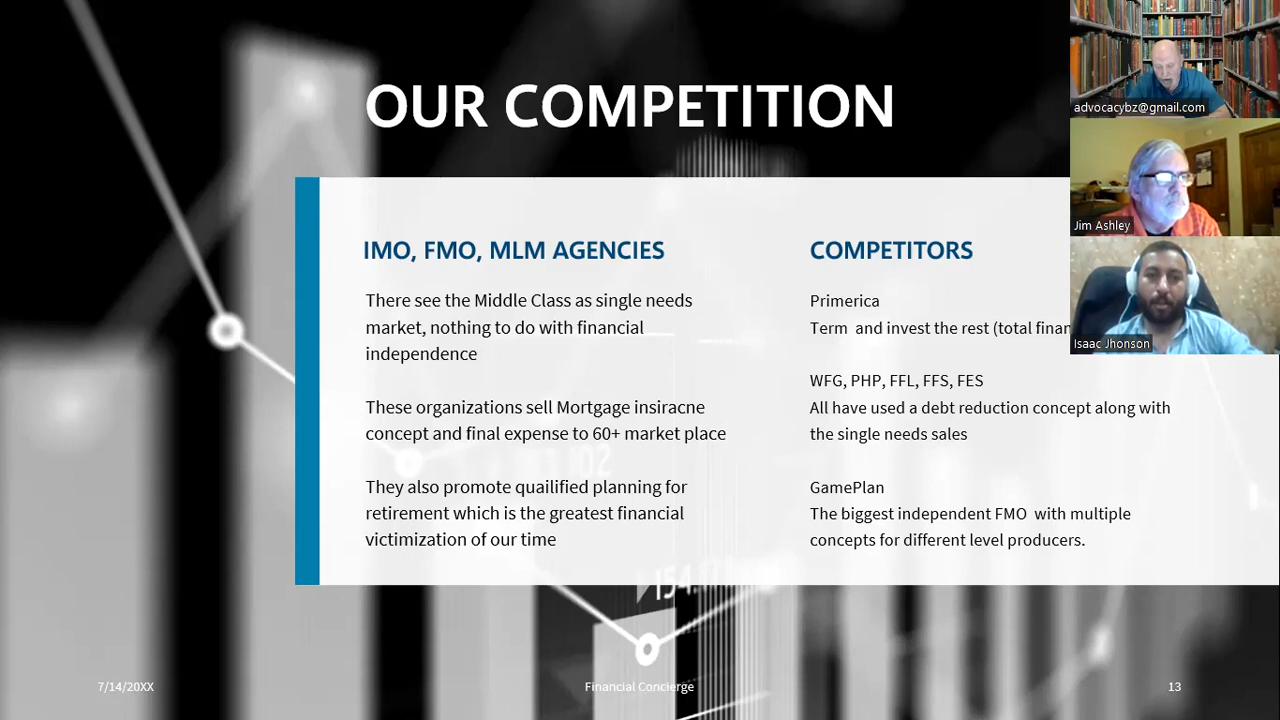 OUR COMPETITION
IMO, FMO, MLM AGENCIES
There see the Middle Class as single needs
market, nothing to do with financial
independence
These organizations sell Mortgage insiracne
concept and final expense to 60+ market place
They also promote quailified planning for
retirement which is the greatest financial
victimization of our time
COMPETITORS
Primerica
Term and invest the rest (total finan
WFG, PHP, FFL, FFS, FES
All have used a debt reduction concept along with
the single needs sales
GamePlan
The biggest independent FMO with multiple
concepts for different level producers.
advocacybz@gmail.com
Jim Ashley
Isaac Jhonson
7/14/20XX
Financial Concierge
13